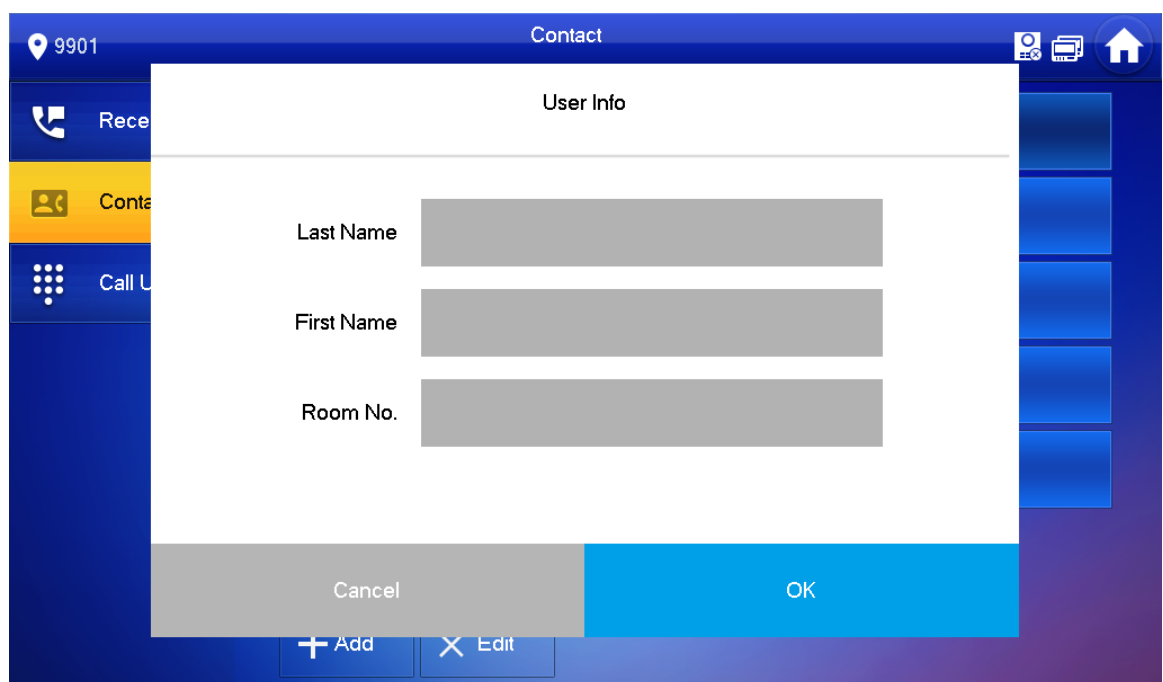 9901
Contact
User Info
Rece
Conta
Last Name
Call U
First Name
Room No.
Cancel
OK
Add
Edit